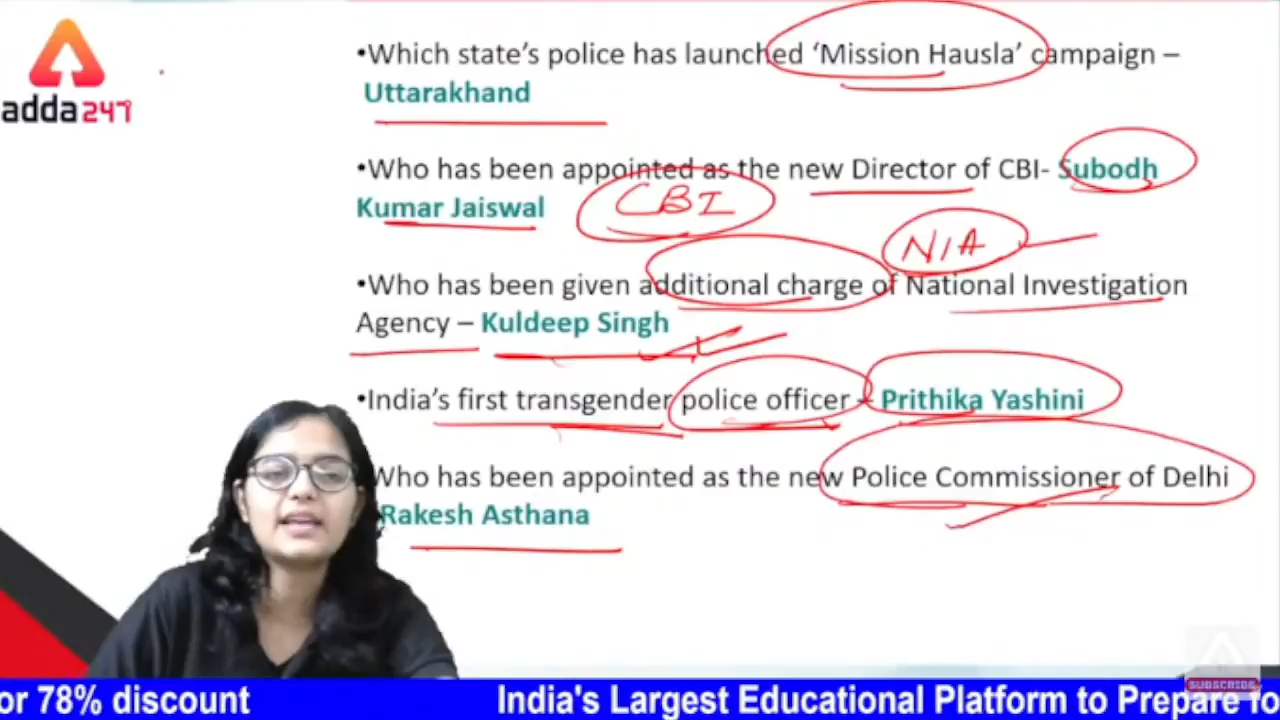 adda247
•Which state's police has launched ‘Mission Hausla’ campaign –
Uttarakhand
•Who has been appointed as the new Director of CBI- Subodh
Kumar Jaiswal
CBI
NIA
•Who has been given additional charge of National Investigation
Agency – Kuldeep Singh
•India's first transgender police officer – Prithika Yashini
Who has been appointed as the new Police Commissioner of Delhi
Rakesh Asthana
SUBSCRIBE
or 78% discount
India's Largest Educational Platform to Prepare fo